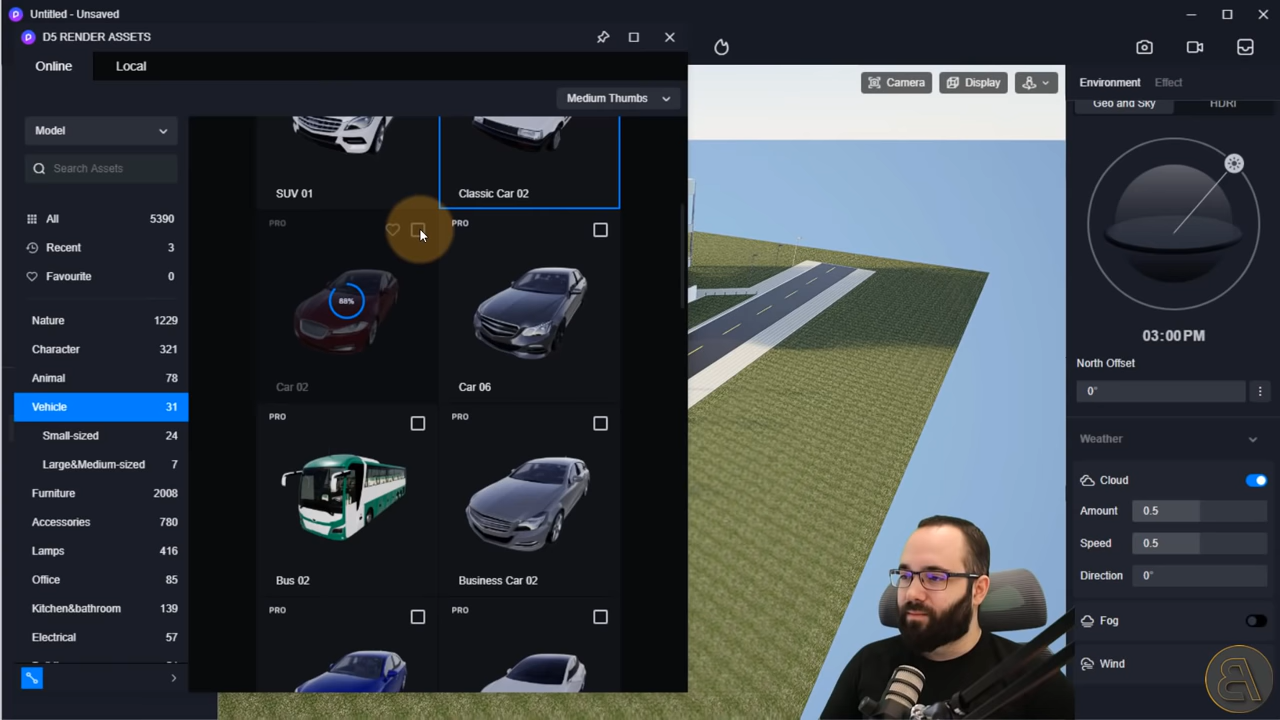 Untitled - Unsaved
D5 RENDER ASSETS
Online
Local
Medium Thumbs
Model
Search Assets
All 5390
Recent 3
Favourite 0
Nature 1229
Character 321
Animal 78
Vehicle 31
Small-sized 24
Large&Medium-sized 7
Furniture 2008
Accessories 780
Lamps 416
Office 85
Kitchen&bathroom 139
Electrical 57
SUV 01
Classic Car 02
PRO
PRO
88%
Car 02
Car 06
PRO
PRO
Bus 02
Business Car 02
PRO
PRO
Camera
Display
Environment
Effect
Geo and Sky
HDRI
03:00PM
North Offset
0°
Weather
Cloud
Amount 0.5
Speed 0.5
Direction 0°
Fog
Wind